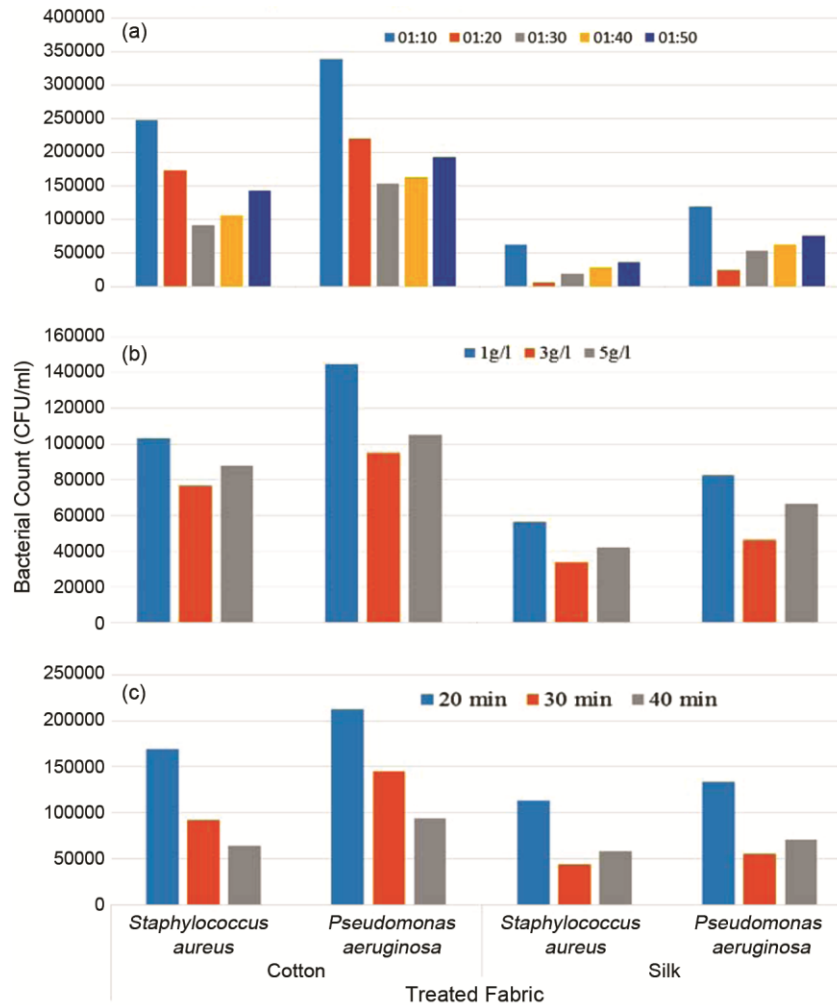 (a)
01:10 01:20 01:30 01:40 01:50
400000
350000
300000
250000
200000
150000
100000
50000
0
Bacterial Count (CFU/ml)
(b)
1g/l 3g/l 5g/l
160000
140000
120000
100000
80000
60000
40000
20000
0
(c)
20 min 30 min 40 min
250000
200000
150000
100000
50000
0
Staphylococcus aureus
Pseudomonas aeruginosa
Staphylococcus aureus
Pseudomonas aeruginosa
Cotton Silk
Treated Fabric